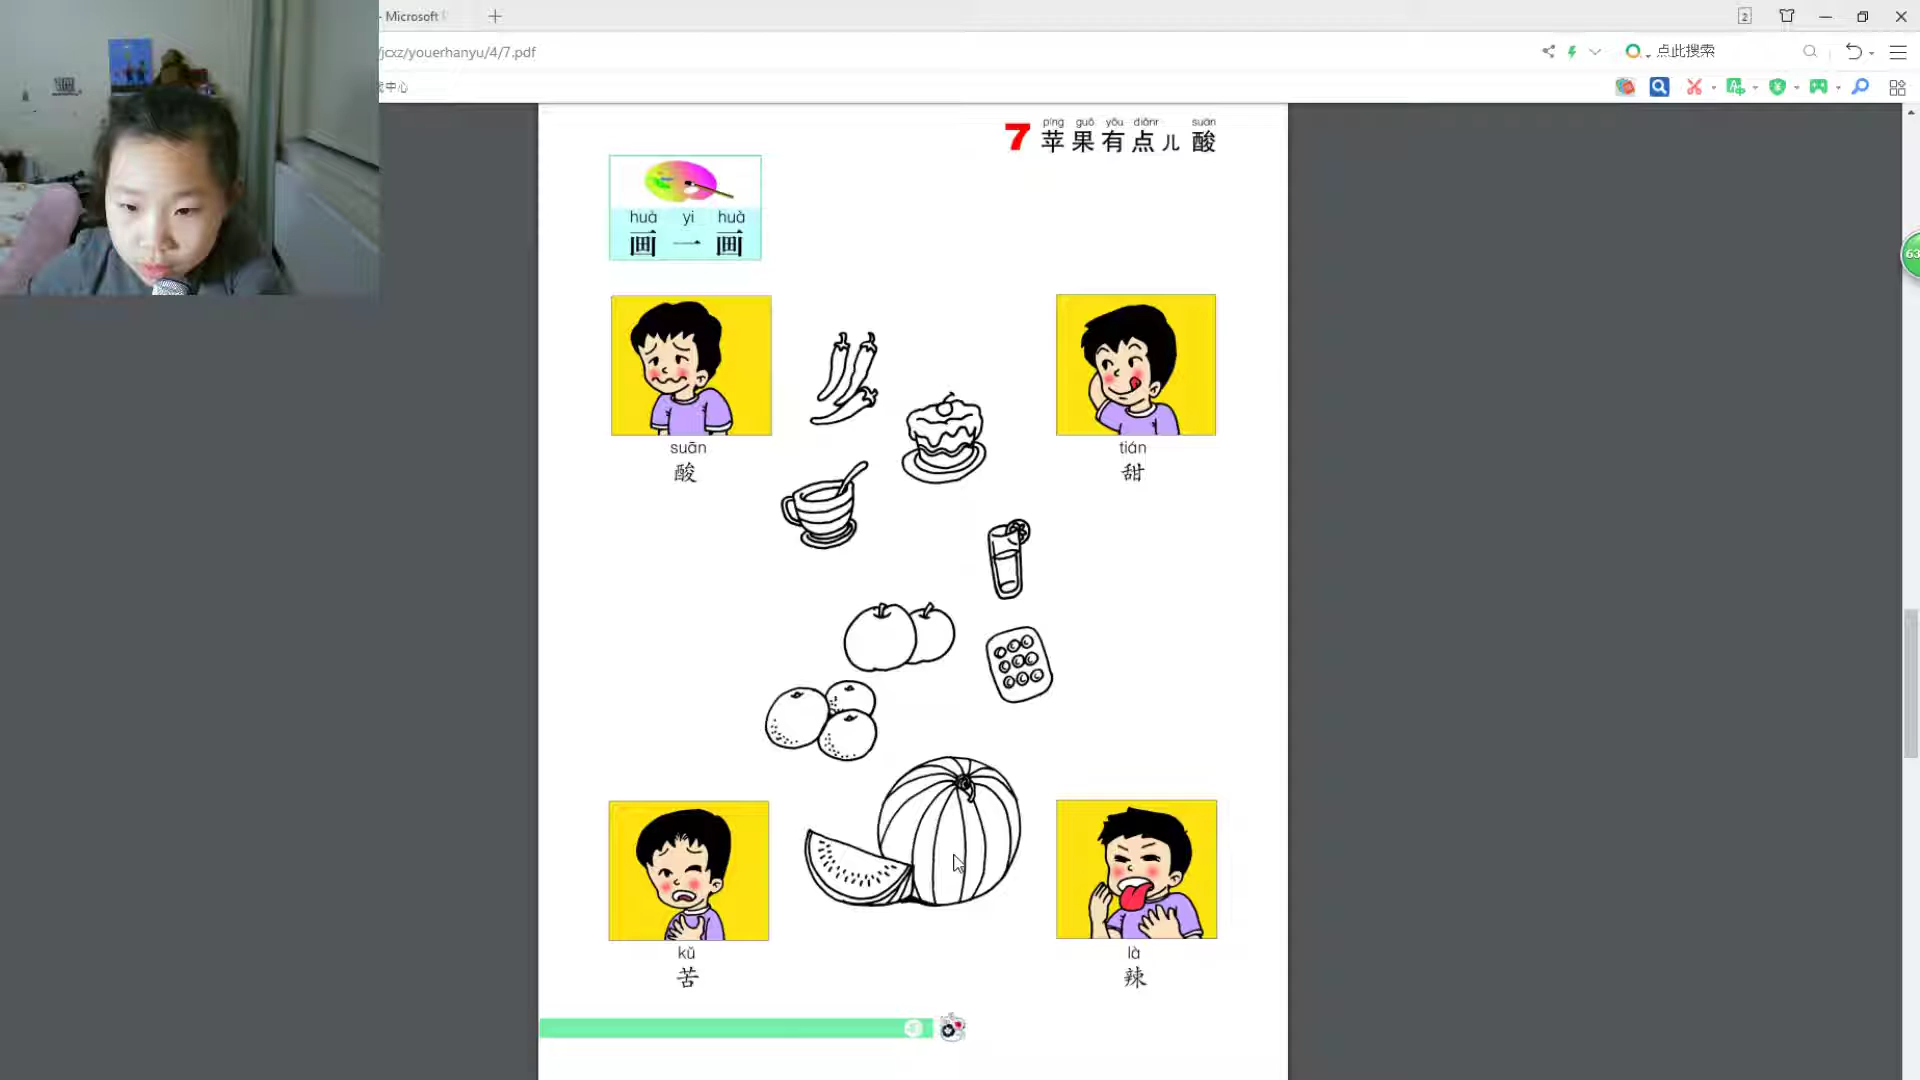 - Microsoft
2
/jcxz/youerhanyu/4/7.pdf
点此搜索
中心
píng guǒ yǒu diǎnr suān
7 苹果有点儿酸
huà yi huà
画一画
suān
酸
tián
甜
kǔ
苦
là
辣
63